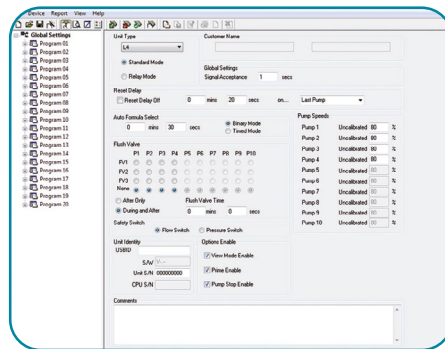 Device Report View Help
Global Settings
Program 01
Program 02
Program 03
Program 04
Program 05
Program 06
Program 07
Program 08
Program 09
Program 10
Program 11
Program 12
Program 13
Program 14
Program 15
Program 16
Program 17
Program 18
Program 19
Program 20
Unit Type
L4
Standard Mode
Relay Mode
Customer Name
Global Settings
Signal Acceptance 1 secs
Reset Delay
Reset Delay Off 0 mins 20 secs on... Last Pump
Auto Formula Select
0 mins 30 secs
Binary Mode
Timed Mode
Flush Valve
P1 P2 P3 P4 P5 P6 P7 P8 P9 P10
FV1
FV2
FV3
None
After Only
During and After
Flush Valve Time
0 mins 0 secs
Safety Switch
Flow Switch Pressure Switch
Pump Speeds
Pump 1 Uncalibrated 80 %
Pump 2 Uncalibrated 80 %
Pump 3 Uncalibrated 80 %
Pump 4 Uncalibrated 80 %
Pump 5 Uncalibrated 80 %
Pump 6 Uncalibrated 80 %
Pump 7 Uncalibrated 80 %
Pump 8 Uncalibrated 80 %
Pump 9 Uncalibrated 80 %
Pump 10 Uncalibrated 80 %
Unit Identity
USBID
S/W
Unit S/N 000000000
CPU S/N
Options Enable
View Mode Enable
Prime Enable
Pump Stop Enable
Comments